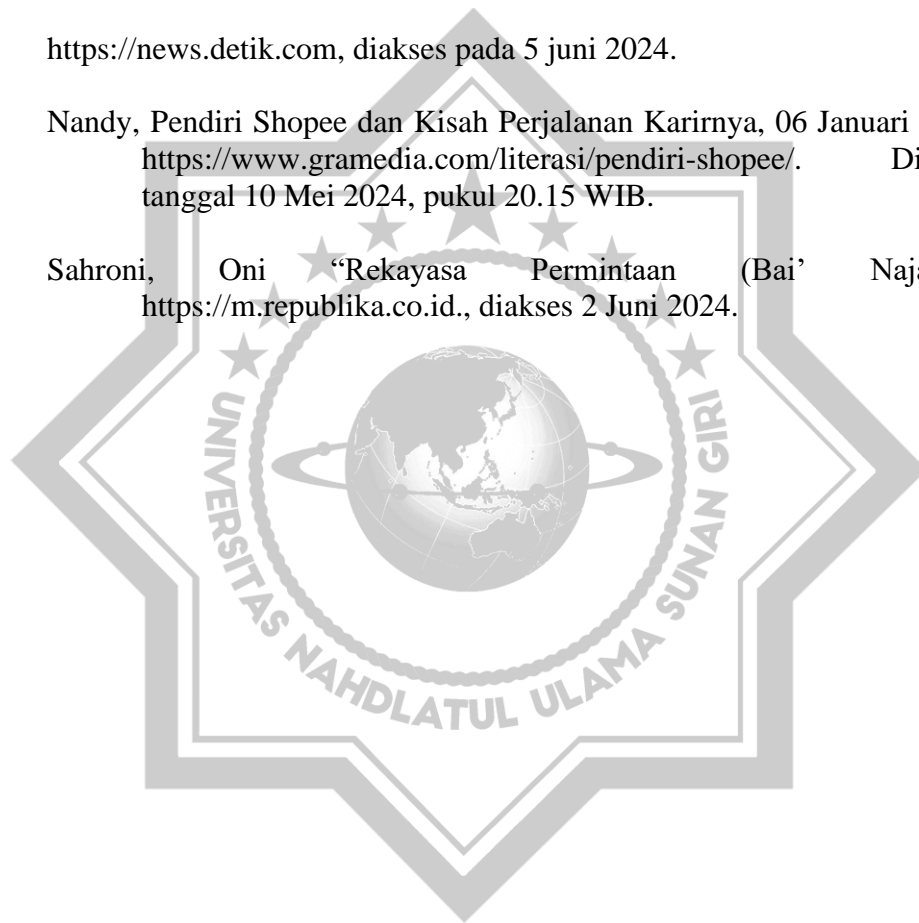 https://news.detik.com, diakses pada 5 juni 2024.
Nandy, Pendiri Shopee dan Kisah Perjalanan Karirnya, 06 Januari
https://www.gramedia.com/literasi/pendiri-shopee/.
tanggal 10 Mei 2024, pukul 20.15 WIB.
Sahroni, Oni “Rekayasa Permintaan (Bai’
https://m.republika.co.id., diakses 2 Juni 2024.
UNIVERSITAS NAHDLATUL ULAMA SUNAN GIRI